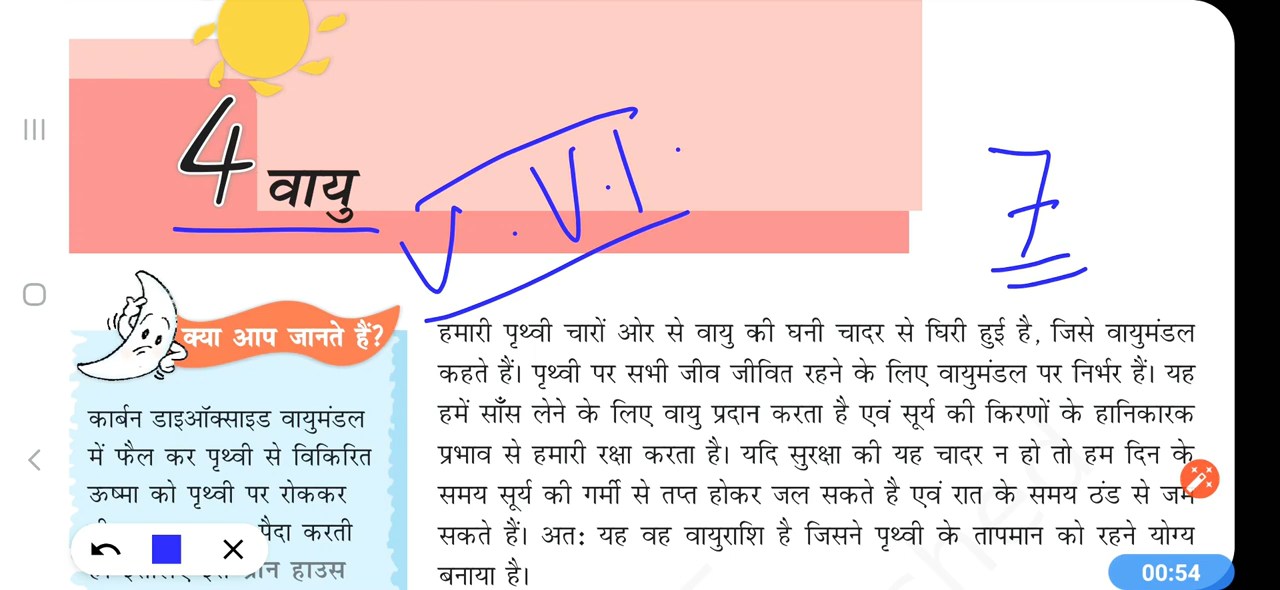 4 वायु
V.V.I.
7
क्या आप जानते हैं?
कार्बन डाइऑक्साइड वायुमंडल
में फैल कर पृथ्वी से विकिरित
ऊष्मा को पृथ्वी पर रोककर
पैदा करती
हाउस
हमारी पृथ्वी चारों ओर से वायु की घनी चादर से घिरी हुई है, जिसे वायुमंडल
कहते हैं। पृथ्वी पर सभी जीव जीवित रहने के लिए वायुमंडल पर निर्भर हैं। यह
हमें साँस लेने के लिए वायु प्रदान करता है एवं सूर्य की किरणों के हानिकारक
प्रभाव से हमारी रक्षा करता है। यदि सुरक्षा की यह चादर न हो तो हम दिन के
समय सूर्य की गर्मी से तप्त होकर जल सकते है एवं रात के समय ठंड से जम
सकते हैं। अत: यह वह वायुराशि है जिसने पृथ्वी के तापमान को रहने योग्य
बनाया है।
00:54